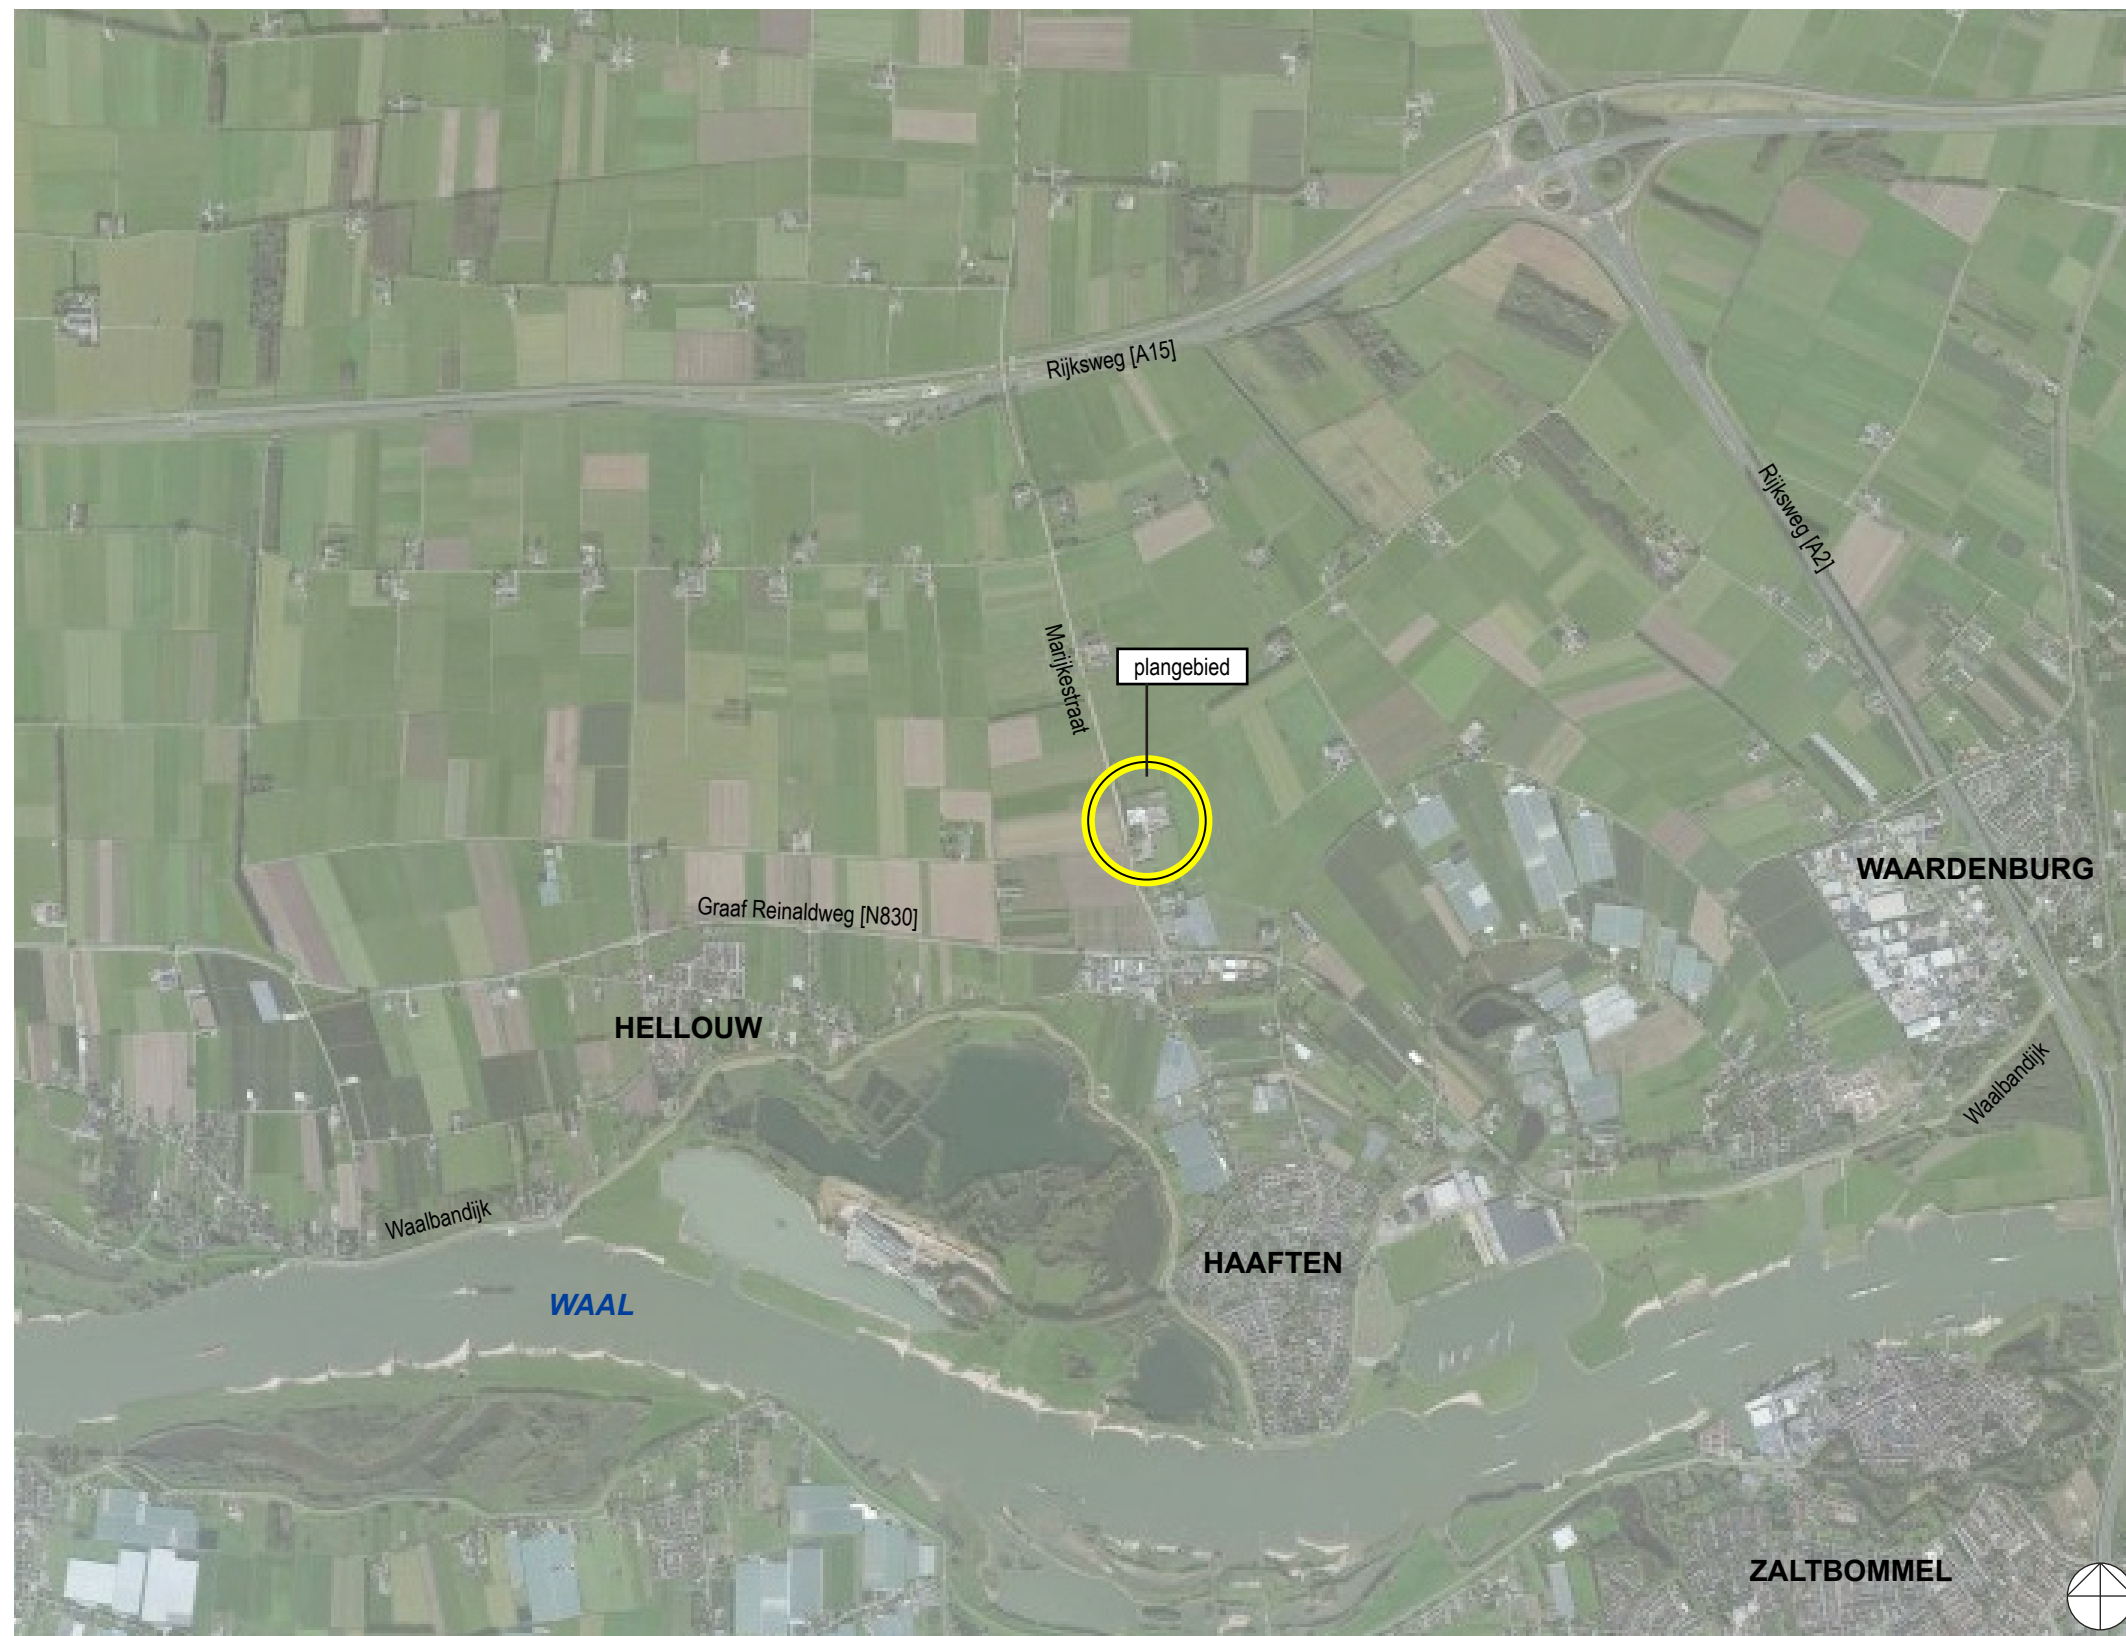 Rijksweg [A15]
Rijksweg [A2]
Marijkestraat
plangebied
WAARDENBURG
Graaf Reinaldweg [N830]
HELLOUW
Waalbandijk
Waalbandijk
HAAFTEN
WAAL
ZALTBOMMEL